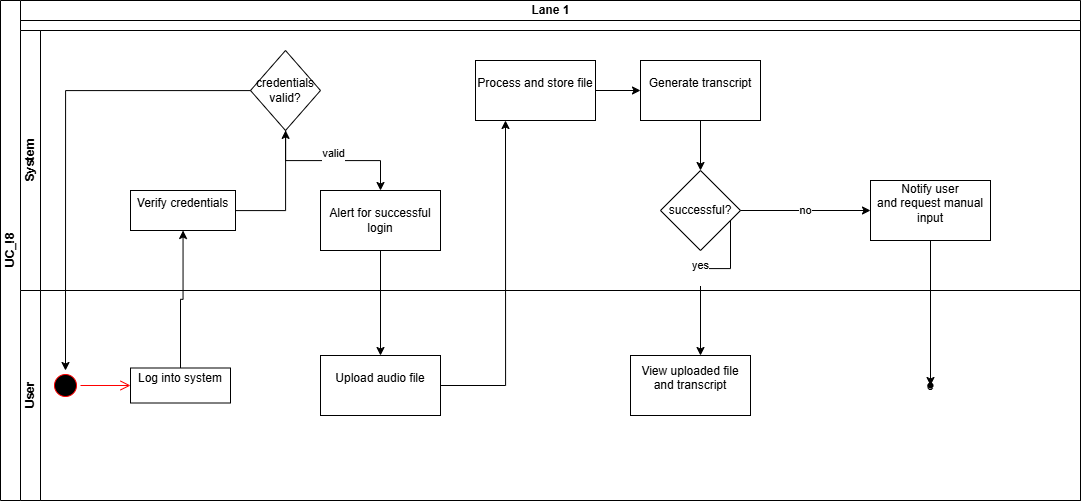 Lane 1
UC_I8
System
User
credentials
valid?
valid
Verify credentials
Alert for successful
login
Process and store file
Generate transcript
successful?
no
yes
Notify user
and request manual
input
Log into system
Upload audio file
View uploaded file
and transcript